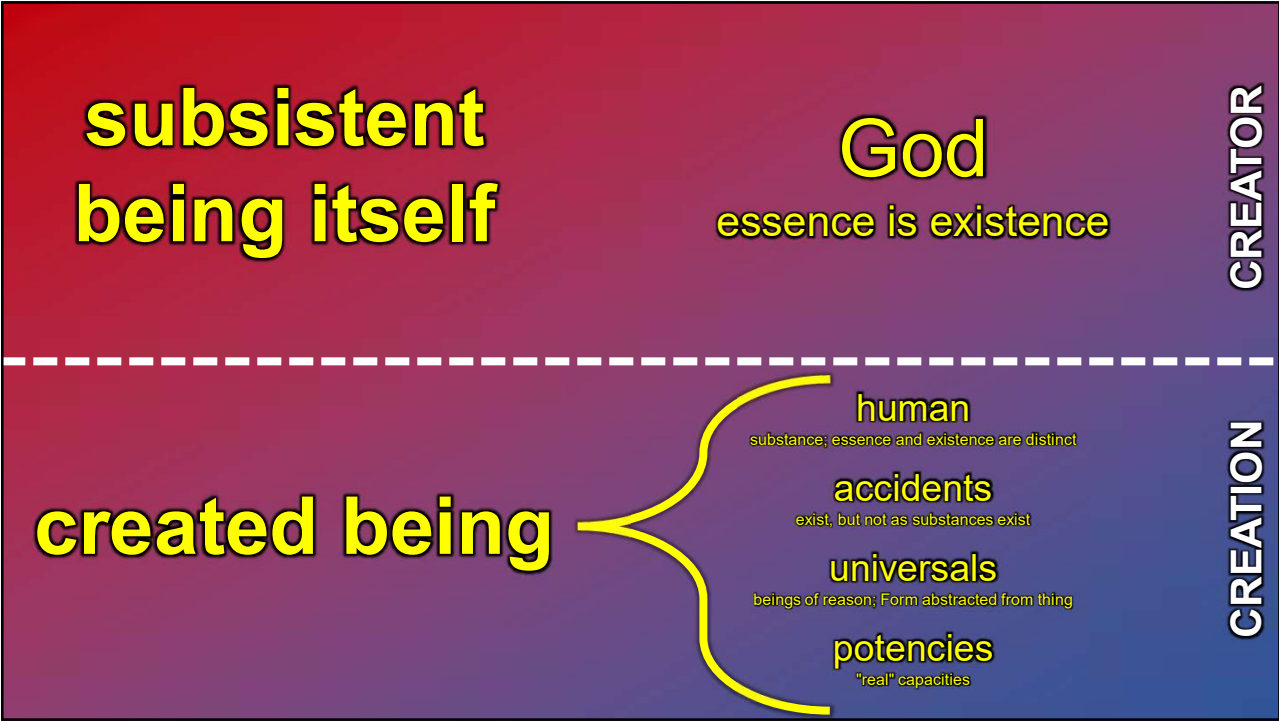 subsistent
being itself
God
essence is existence
CREATOR
created being
human
substance; essence and existence are distinct
accidents
exist, but not as substances exist
universals
beings of reason; Form abstracted from thing
potencies
"real" capacities
CREATION